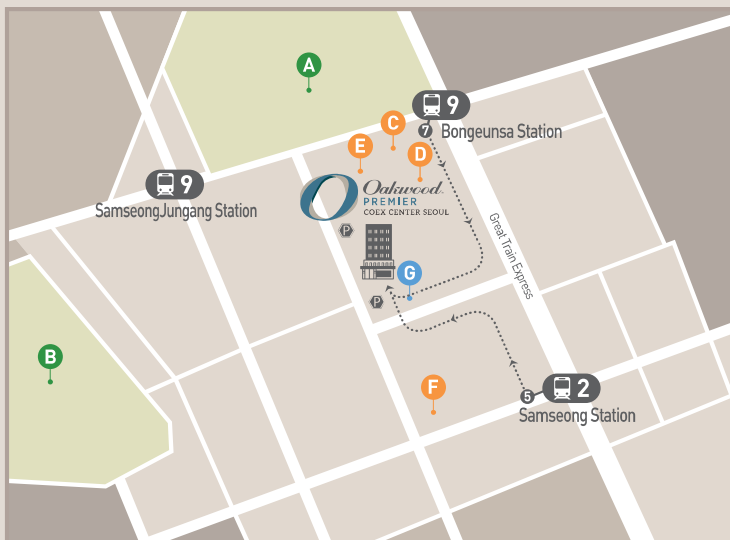 A
9
C
7
Bongeunsa Station
E
D
9
Oakwood
PREMIER
COEX CENTER SEOUL
SamseongJungang Station
P
Great Train Express
G
P
B
F
5
2
Samseong Station